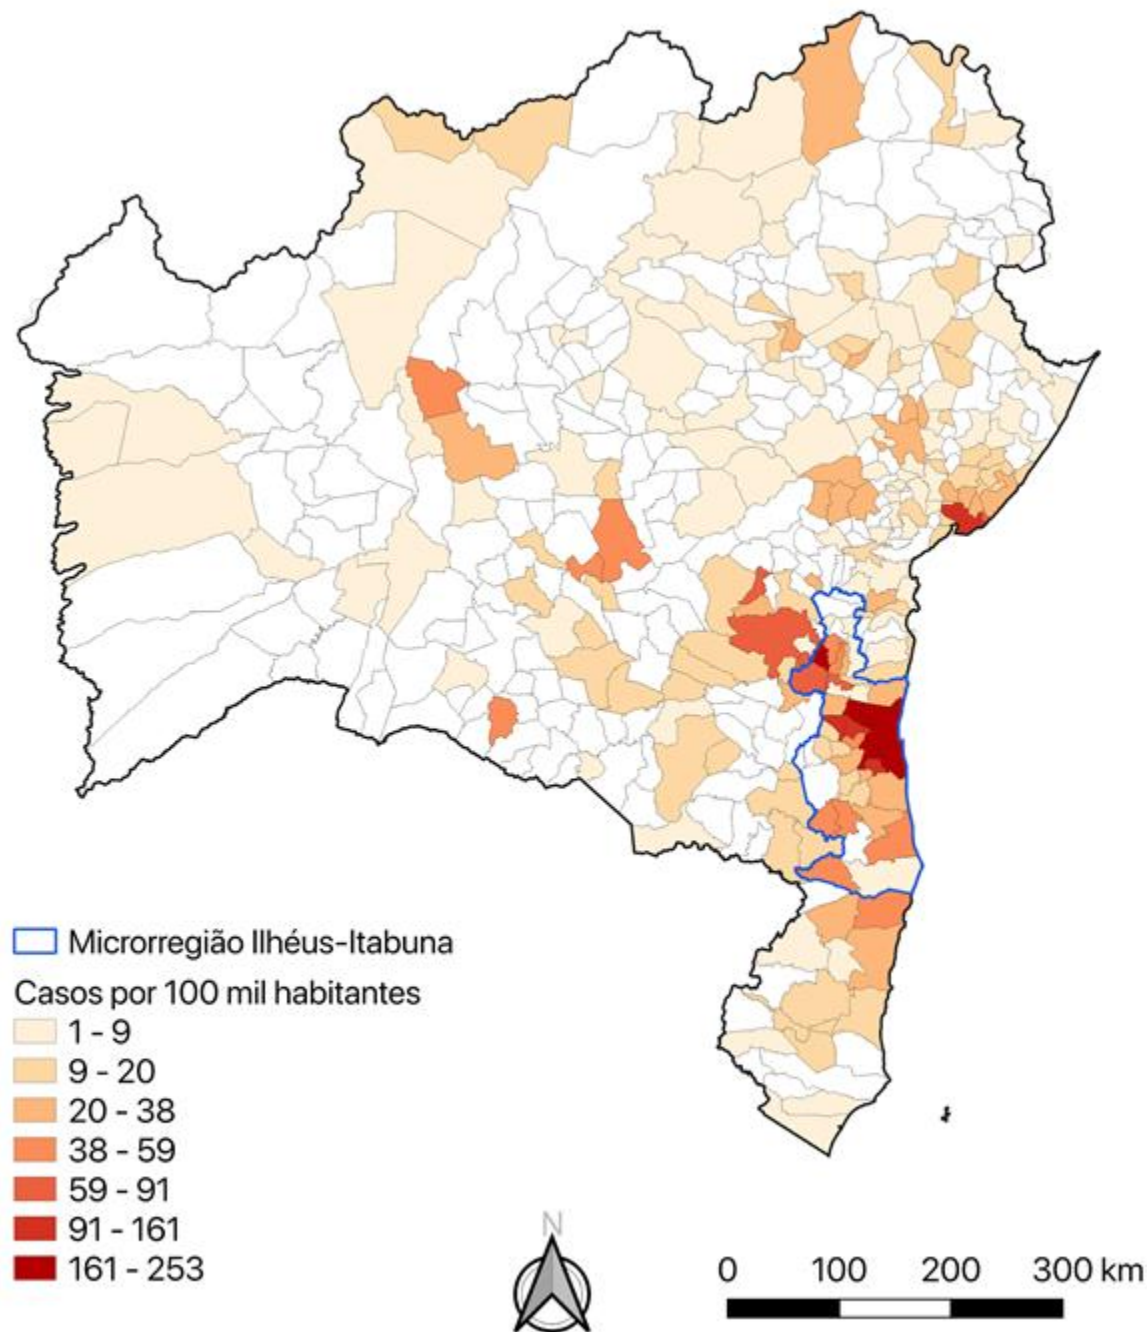 Microrregião Ilhéus-Itabuna
Casos por 100 mil habitantes
1 - 9
9 - 20
20 - 38
38 - 59
59 - 91
91 - 161
161 - 253
N
0 100 200 300 km